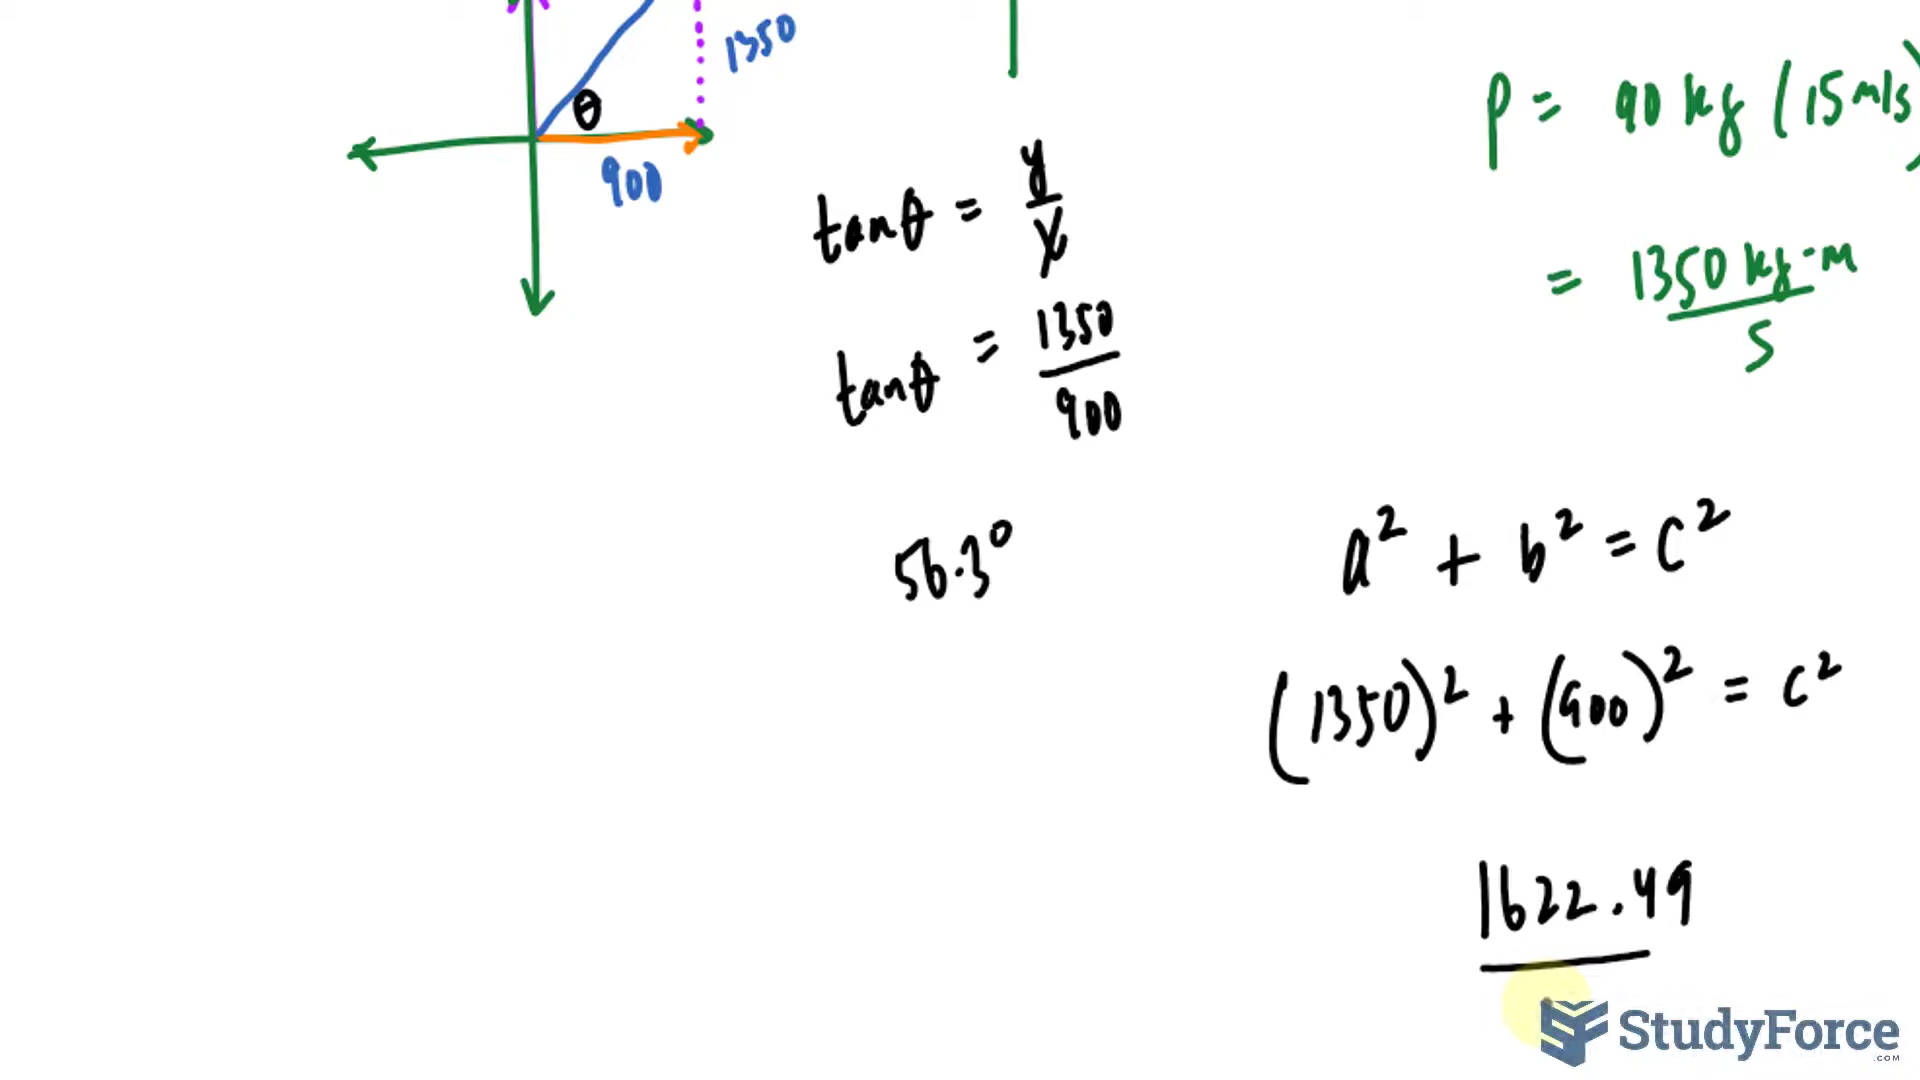 1350
θ
900
tanθ = y/x
tanθ = 1350/900
56.3°
p = 90 kg (15 m/s)
= 1350 kg·m/s
a² + b² = c²
(1350)² + (900)² = c²
1622.49
StudyForce
.COM